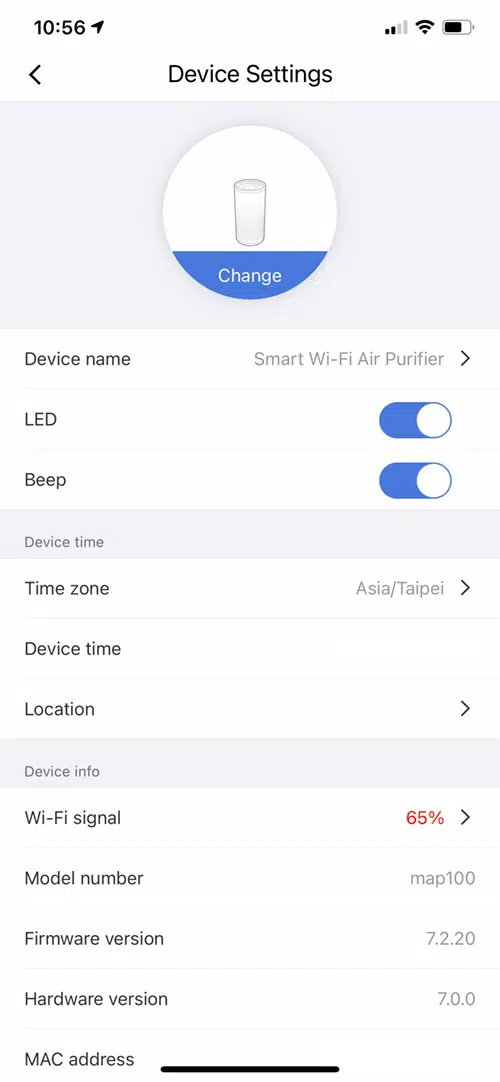 10:56
Device Settings
Change
Device name Smart Wi-Fi Air Purifier
LED
Beep
Device time
Time zone Asia/Taipei
Device time
Location
Device info
Wi-Fi signal 65%
Model number map100
Firmware version 7.2.20
Hardware version 7.0.0
MAC address